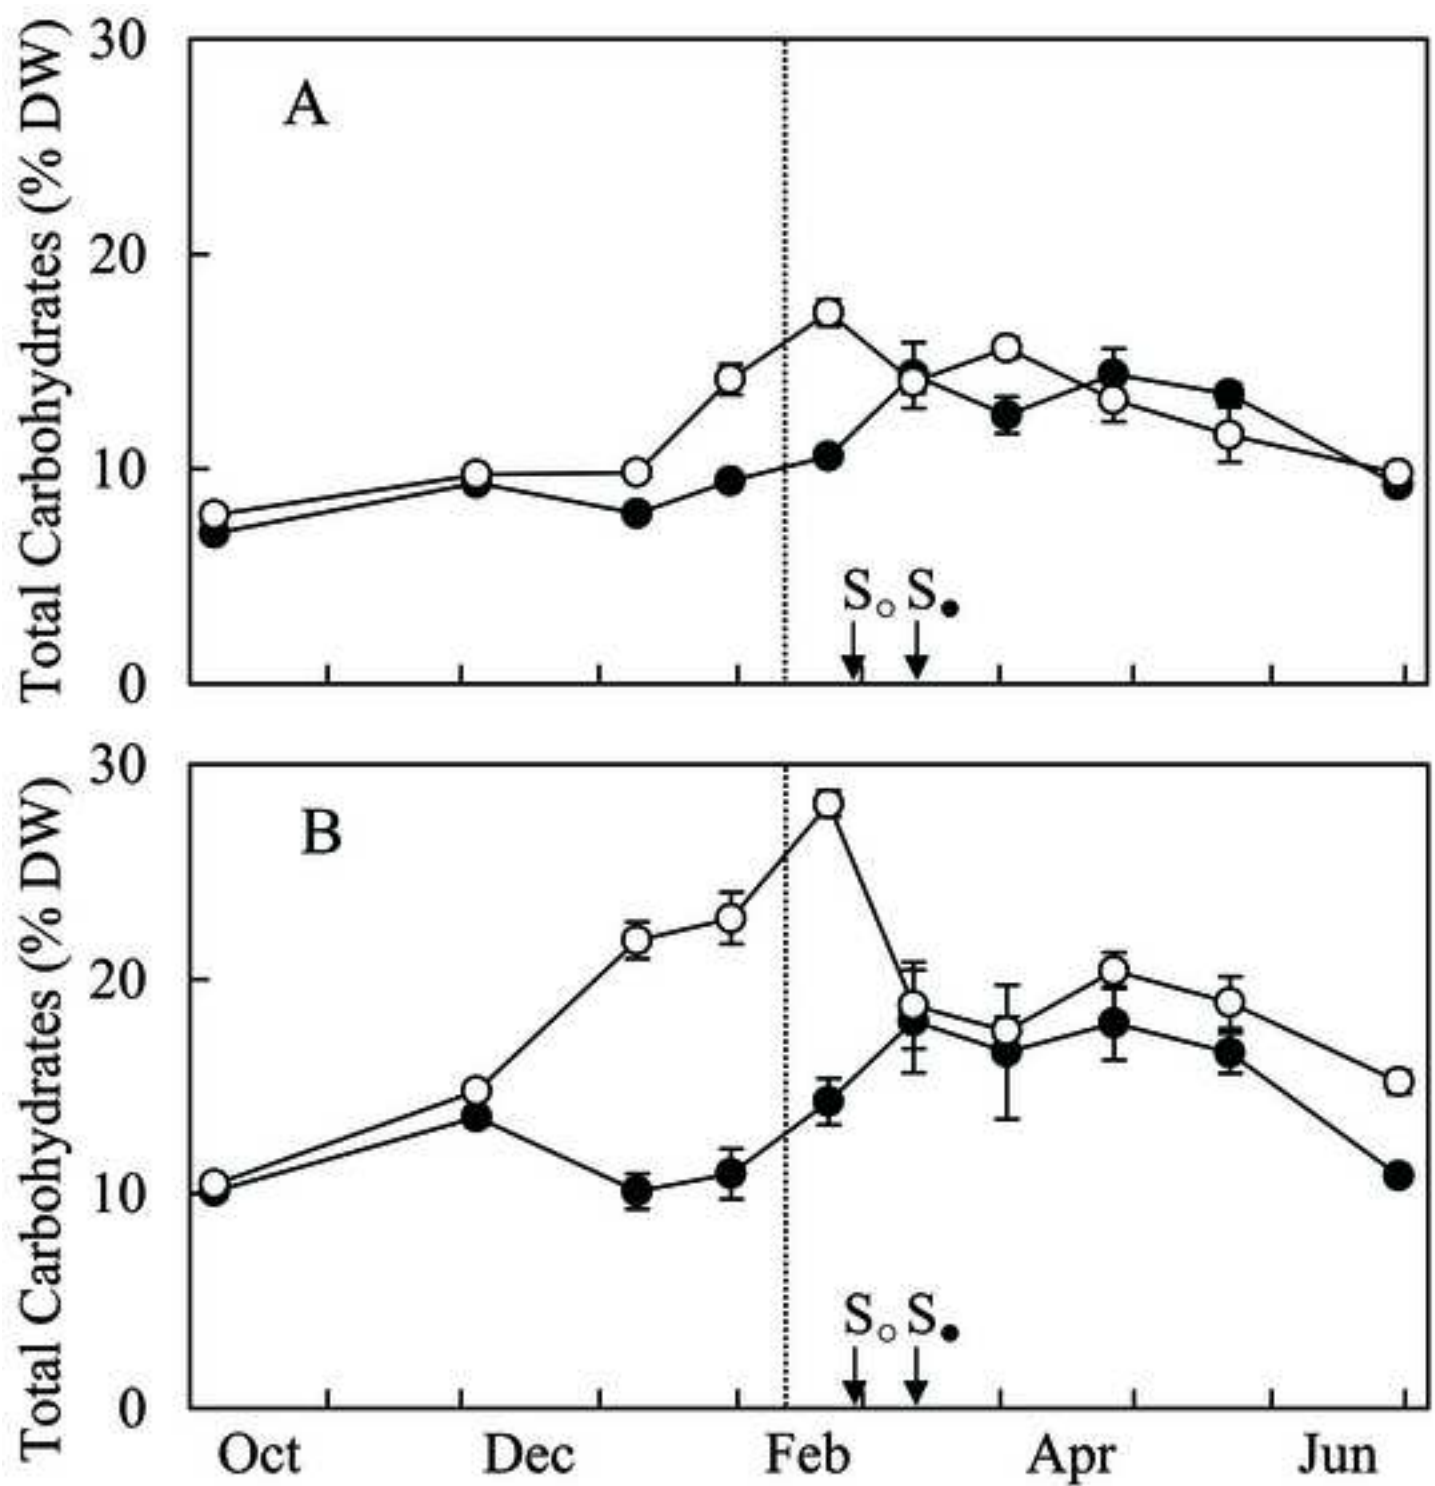 Total Carbohydrates (% DW)
30
20
10
0
A
S○ S●
Total Carbohydrates (% DW)
30
20
10
0
B
S○ S●
Oct Dec Feb Apr Jun